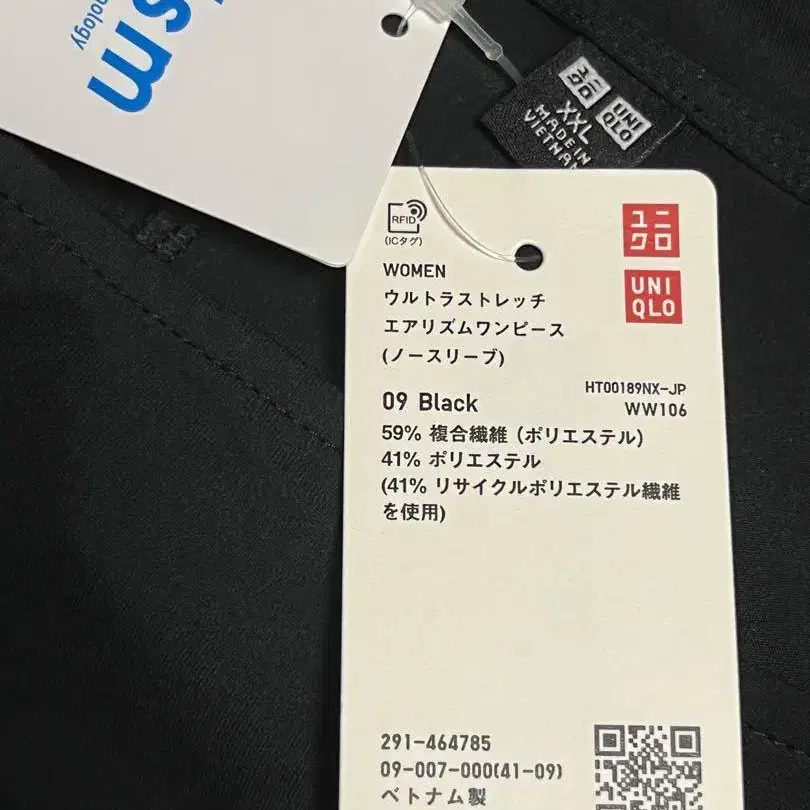 ism
nology
ユニ
クロ
UNI
QLO
XXL
MADE IN
VIETNAM
RFID
(ICタグ)
ユニ
クロ
UNI
QLO
WOMEN
ウルトラストレッチ
エアリズムワンピース
(ノースリーブ)
HT00189NX-JP
09 Black
WW106
59% 複合繊維 (ポリエステル)
41% ポリエステル
(41% リサイクルポリエステル繊維
を使用)
291-464785
09-007-000(41-09)
ベトナム製